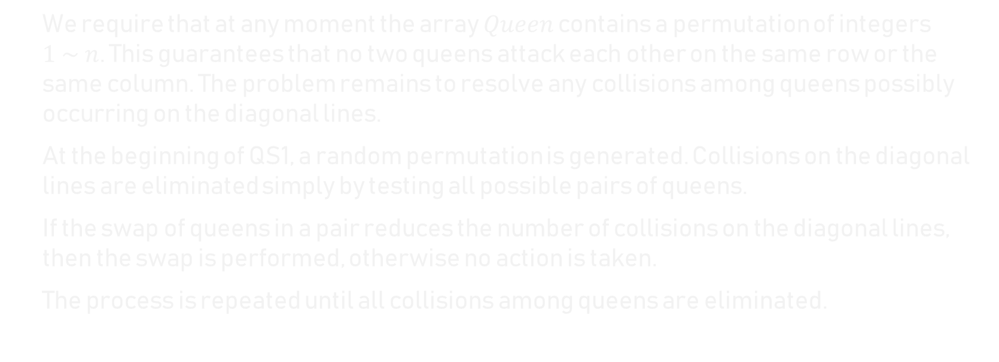 We require that at any moment the array Queen contains a permutation of integers
1 ~ n. This guarantees that no two queens attack each other on the same row or the
same column. The problem remains to resolve any collisions among queens possibly
occurring on the diagonal lines.
At the beginning of QS1, a random permutation is generated. Collisions on the diagonal
lines are eliminated simply by testing all possible pairs of queens.
If the swap of queens in a pair reduces the number of collisions on the diagonal lines,
then the swap is performed, otherwise no action is taken.
The process is repeated until all collisions among queens are eliminated.